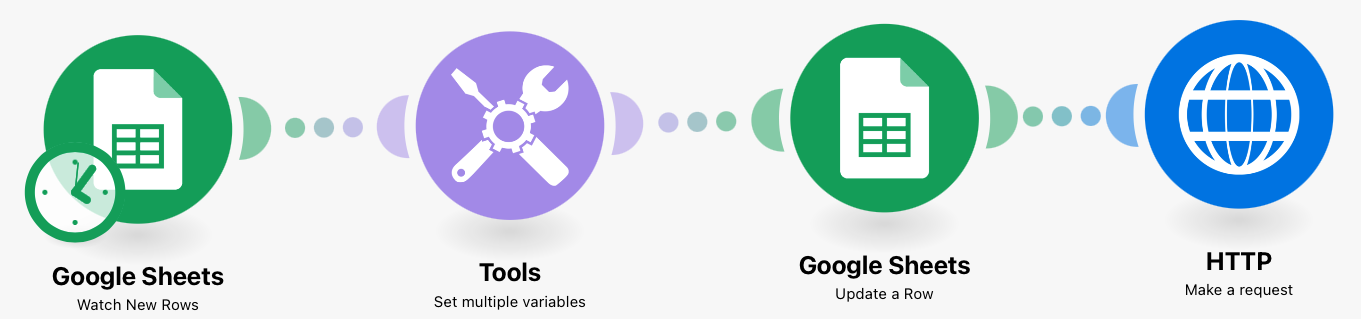 Google Sheets
Watch New Rows
Tools
Set multiple variables
Google Sheets
Update a Row
HTTP
Make a request